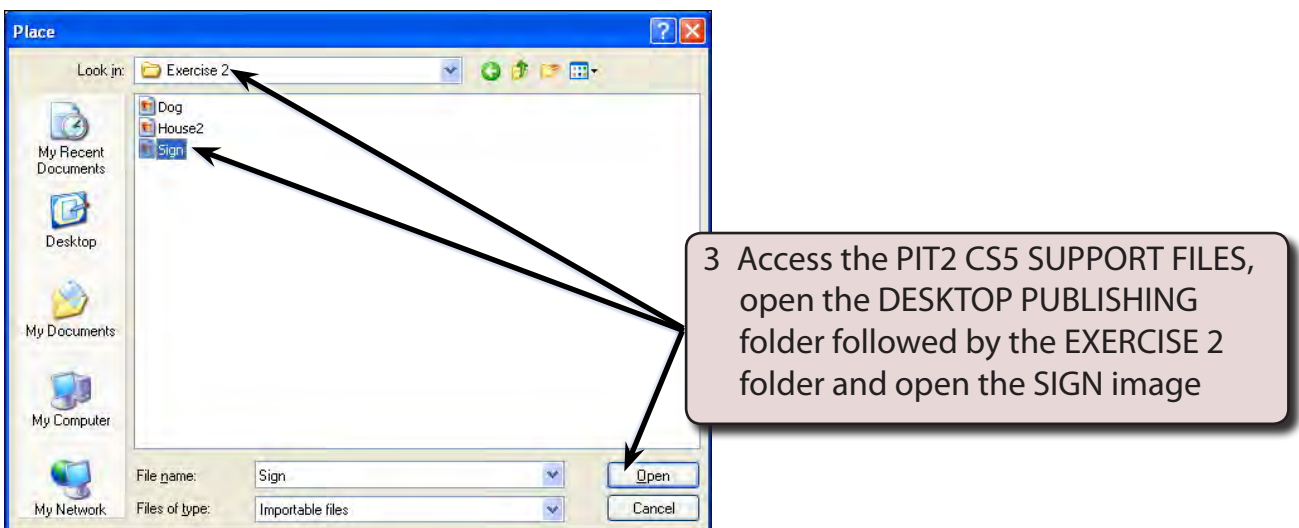 Place
Look in: Exercise 2
Dog
House2
Sign
My Recent
Documents
Desktop
My Documents
My Computer
My Network
File name: Sign Open
Files of type: Importable files Cancel
3 Access the PIT2 CS5 SUPPORT FILES,
open the DESKTOP PUBLISHING
folder followed by the EXERCISE 2
folder and open the SIGN image